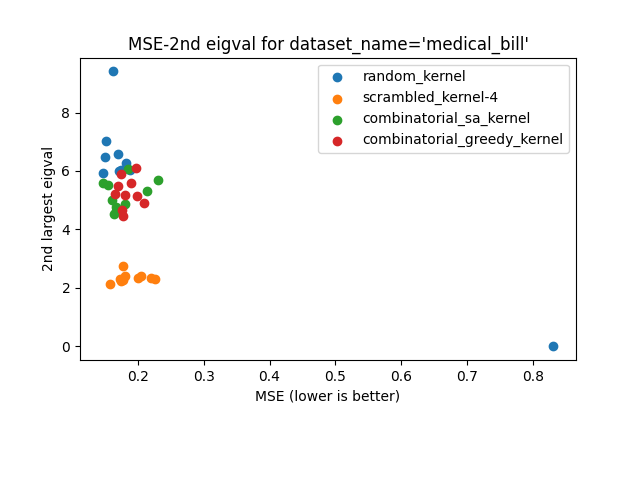 MSE-2nd eigval for dataset_name='medical_bill'
random_kernel
scrambled_kernel-4
combinatorial_sa_kernel
combinatorial_greedy_kernel
2nd largest eigval
8
6
4
2
0
0.2 0.3 0.4 0.5 0.6 0.7 0.8
MSE (lower is better)